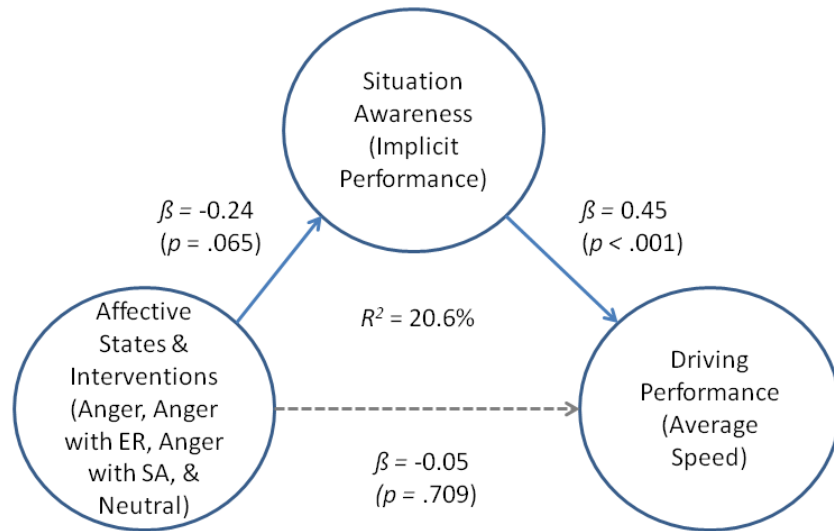 Situation
Awareness
(Implicit
Performance)
ß = -0.24
(p = .065)
ß = 0.45
(p < .001)
R² = 20.6%
Affective
States &
Interventions
(Anger, Anger
with ER, Anger
with SA, &
Neutral)
Driving
Performance
(Average
Speed)
ß = -0.05
(p = .709)